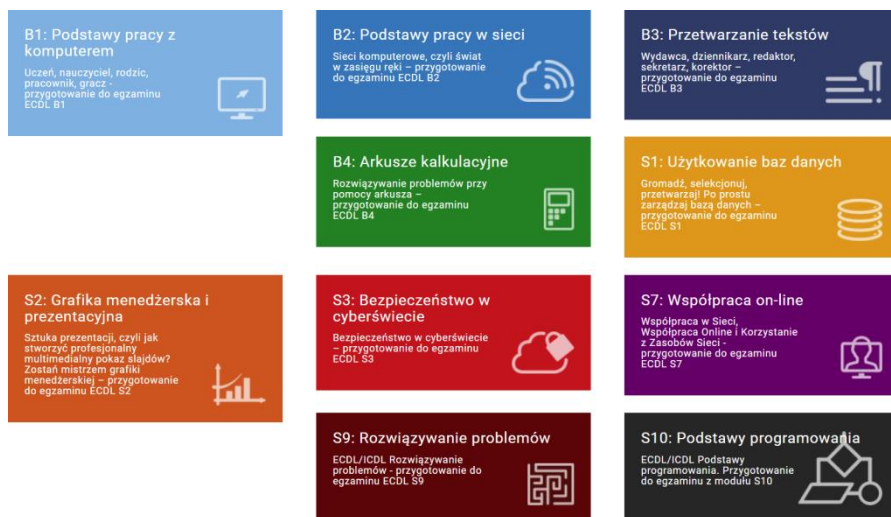 B1: Podstawy pracy z
komputerem
Uczeń, nauczyciel, rodzic,
pracownik, gracz -
przygotowanie do egzaminu
ECDL B1
B2: Podstawy pracy w sieci
Sieci komputerowe, czyli świat
w zasięgu ręki – przygotowanie
do egzaminu ECDL B2
B3: Przetwarzanie tekstów
Wydawca, dziennikarz, redaktor,
sekretarz, korektor –
przygotowanie do egzaminu
ECDL B3
B4: Arkusze kalkulacyjne
Rozwiązywanie problemów przy
pomocy arkusza –
przygotowanie do egzaminu
ECDL B4
S1: Użytkowanie baz danych
Gromadź, selekcjonuj,
przetwarzaj! Po prostu
zarządzaj bazą danych –
przygotowanie do egzaminu
ECDL S1
S2: Grafika menedżerska i
prezentacyjna
Sztuka prezentacji, czyli jak
stworzyć profesjonalny
multimedialny pokaz slajdów?
Zostań mistrzem grafiki
menedżerskiej – przygotowanie
do egzaminu ECDL S2
S3: Bezpieczeństwo w
cyberświecie
Bezpieczeństwo w cyberświecie
– przygotowanie do egzaminu
ECDL S3
S7: Współpraca on-line
Współpraca w Sieci,
Współpraca Online i Korzystanie
z Zasobów Sieci -
przygotowanie do egzaminu
ECDL S7
S9: Rozwiązywanie problemów
ECDL/ICDL Rozwiązywanie
problemów - przygotowanie do
egzaminu ECDL S9
S10: Podstawy programowania
ECDL/ICDL Podstawy
programowania. Przygotowanie
do egzaminu z modułu S10